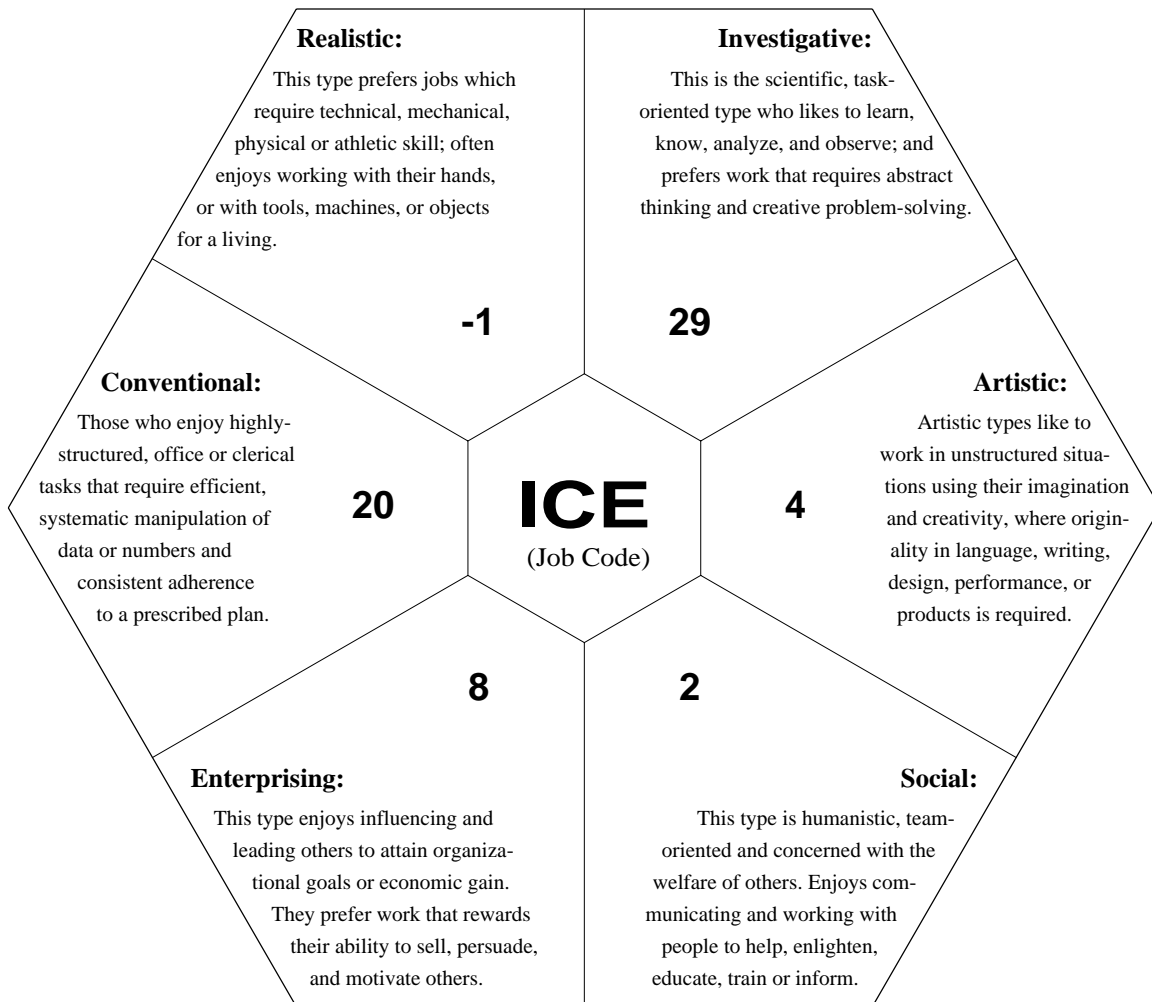 Realistic:
This type prefers jobs which
require technical, mechanical,
physical or athletic skill; often
enjoys working with their hands,
or with tools, machines, or objects
for a living.
-1
Investigative:
This is the scientific, task-
oriented type who likes to learn,
know, analyze, and observe; and
prefers work that requires abstract
thinking and creative problem-solving.
29
Conventional:
Those who enjoy highly-
structured, office or clerical
tasks that require efficient,
systematic manipulation of
data or numbers and
consistent adherence
to a prescribed plan.
20
ICE
(Job Code)
4
Artistic:
Artistic types like to
work in unstructured situa-
tions using their imagination
and creativity, where origin-
ality in language, writing,
design, performance, or
products is required.
8
Enterprising:
This type enjoys influencing and
leading others to attain organiza-
tional goals or economic gain.
They prefer work that rewards
their ability to sell, persuade,
and motivate others.
2
Social:
This type is humanistic, team-
oriented and concerned with the
welfare of others. Enjoys com-
municating and working with
people to help, enlighten,
educate, train or inform.